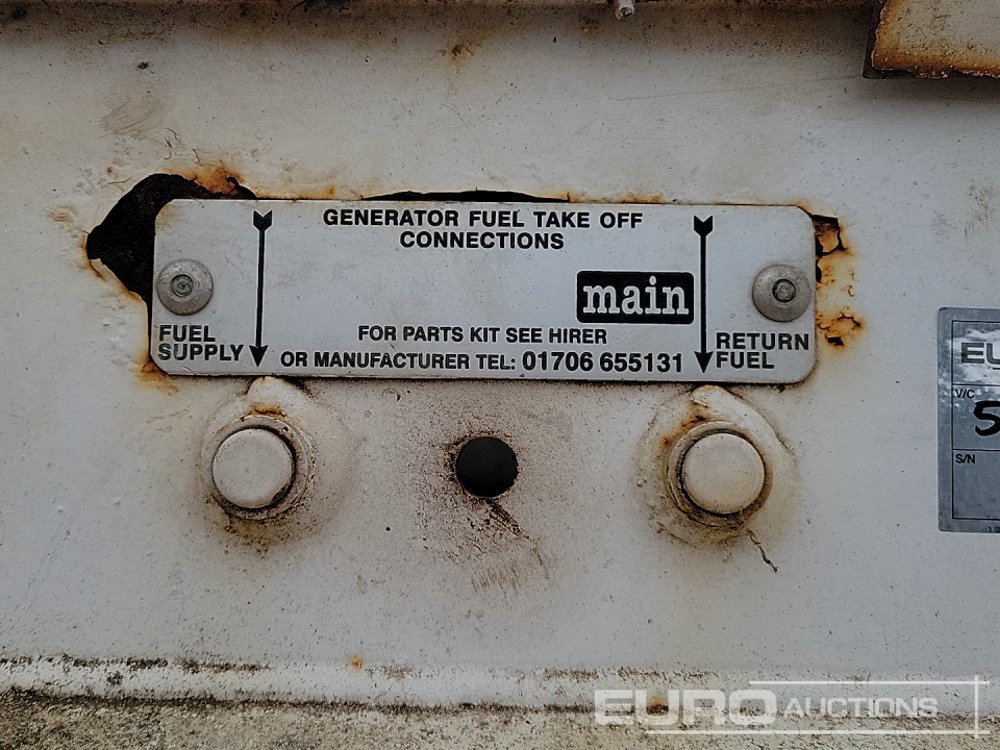 GENERATOR FUEL TAKE OFF
CONNECTIONS
main
FOR PARTS KIT SEE HIRER
OR MANUFACTURER TEL: 01706 655131
FUEL
SUPPLY
RETURN
FUEL
V/C
S/N
EURO AUCTIONS